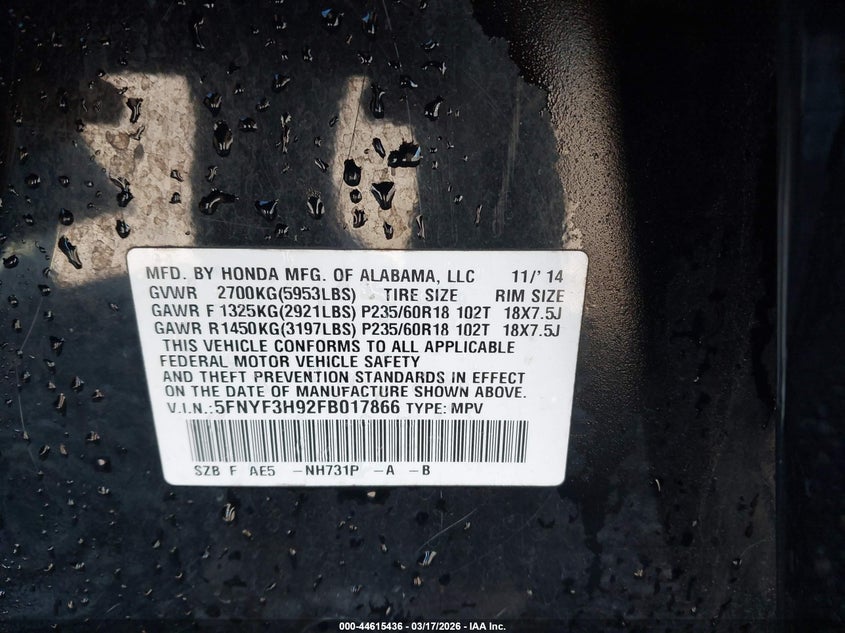 MFD. BY HONDA MFG. OF ALABAMA, LLC 11/'14
GVWR 2700KG(5953LBS) TIRE SIZE RIM SIZE
GAWR F 1325KG(2921LBS) P235/60R18 102T 18X7.5J
GAWR R 1450KG(3197LBS) P235/60R18 102T 18X7.5J
THIS VEHICLE CONFORMS TO ALL APPLICABLE
FEDERAL MOTOR VEHICLE SAFETY
AND THEFT PREVENTION STANDARDS IN EFFECT
ON THE DATE OF MANUFACTURE SHOWN ABOVE.
V.I.N.:5FNYF3H92FB017866 TYPE: MPV
SZB F AE5 -NH731P -A -B
000-44615436 - 03/17/2026 - IAA Inc.